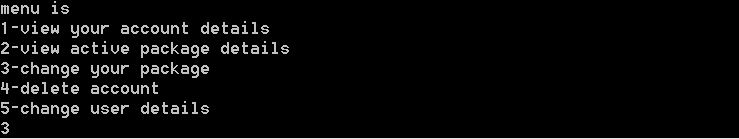 menu is
1-view your account details
2-view active package details
3-change your package
4-delete account
5-change user details
3